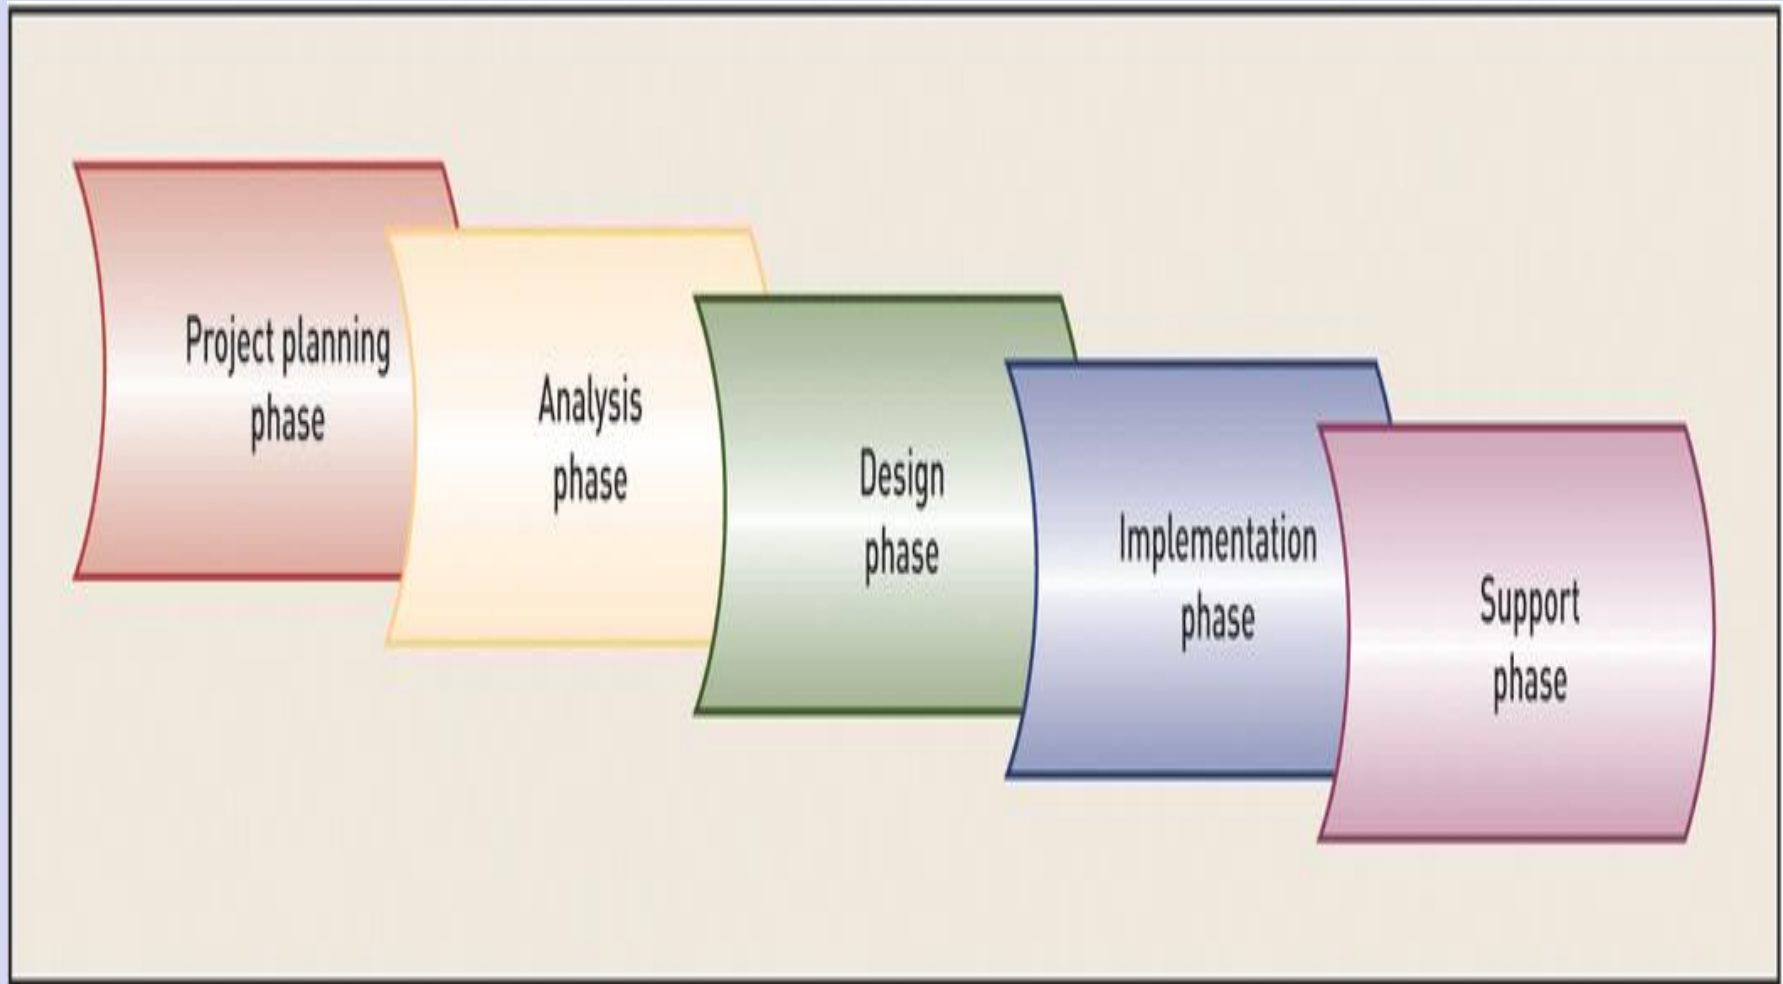 Project planning
phase
Analysis
phase
Design
phase
Implementation
phase
Support
phase